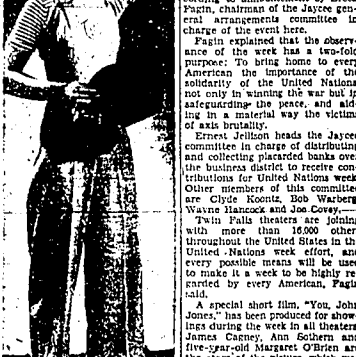 Fagin, chairman of the Jaycee gen-
eral arrangements committee in
charge of the event here.
Fagin explained that the observ-
ance of the week has a two-fold
purpose: To bring home to every
American the importance of the
solidarity of the United Nations
not only in winning the war but in
safeguarding the peace, and aid-
ing in a material way the victims
of axis brutality.
Ernest Jellison heads the Jaycee
committee in charge of distributing
and collecting placarded banks over
the business district to receive con-
tributions for United Nations week.
Other members of this committee
are Clyde Koontz, Bob Warberg,
Wayne Hancock and Joe Covey.
Twin Falls theaters are joining
with more than 16,000 other
throughout the United States in the
United Nations week effort, and
every possible means will be used
to make it a week to be highly re-
garded by every American, Fagin
said.
A special short film, "You, John
Jones," has been produced for show-
ings during the week in all theaters.
James Cagney, Ann Sothern and
five-year-old Margaret O'Brien are